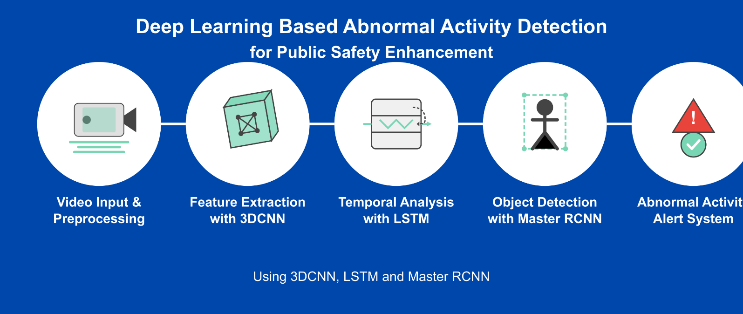 Deep Learning Based Abnormal Activity Detection
for Public Safety Enhancement
Video Input &
Preprocessing
Feature Extraction
with 3DCNN
Temporal Analysis
with LSTM
Object Detection
with Master RCNN
Abnormal Activit
Alert System
Using 3DCNN, LSTM and Master RCNN